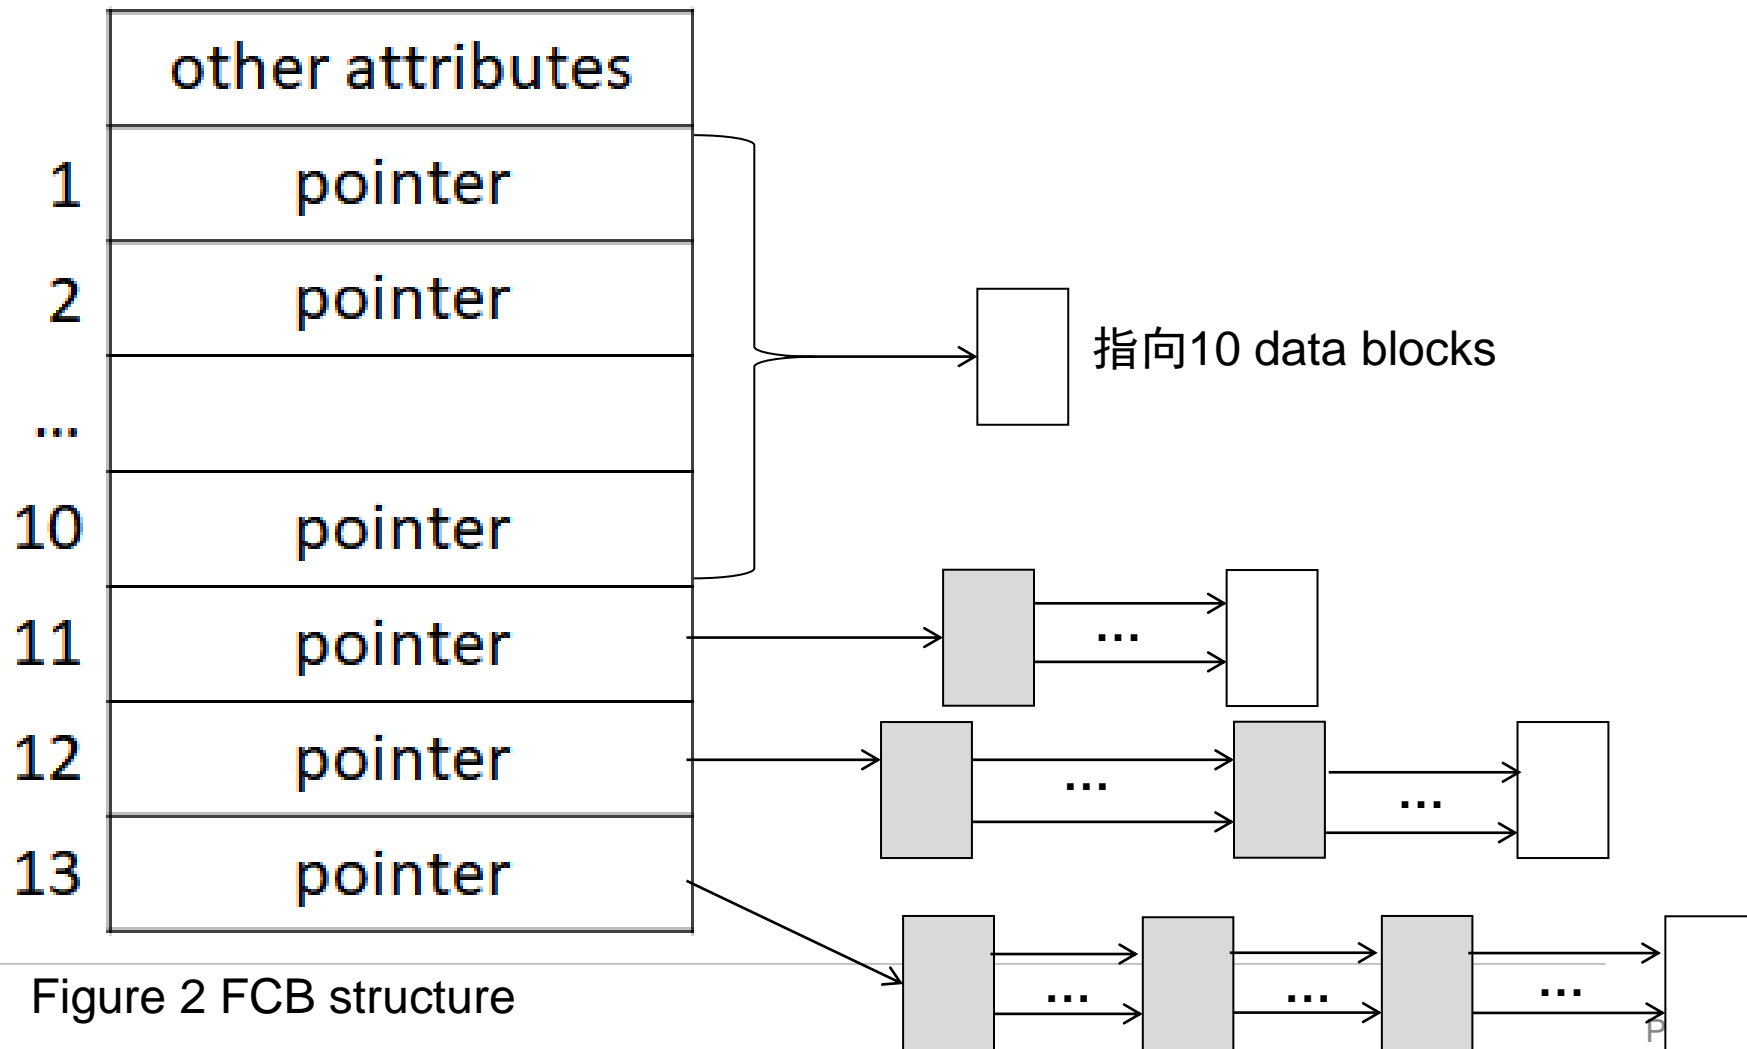 other attributes
1 pointer
2 pointer
指向10 data blocks
...
10 pointer
11 pointer
...
12 pointer
...
...
13 pointer
...
...
...
Figure 2 FCB structure
P